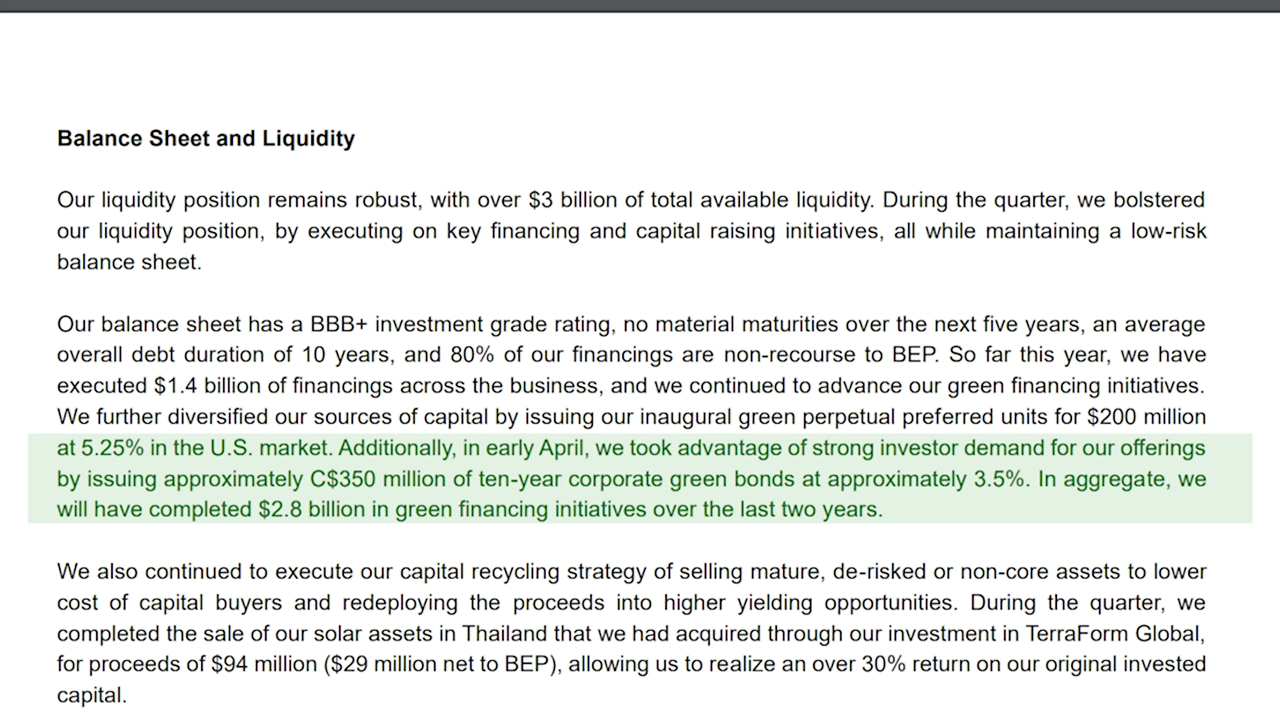 Balance Sheet and Liquidity
Our liquidity position remains robust, with over $3 billion of total available liquidity. During the quarter, we bolstered
our liquidity position, by executing on key financing and capital raising initiatives, all while maintaining a low-risk
balance sheet.
Our balance sheet has a BBB+ investment grade rating, no material maturities over the next five years, an average
overall debt duration of 10 years, and 80% of our financings are non-recourse to BEP. So far this year, we have
executed $1.4 billion of financings across the business, and we continued to advance our green financing initiatives.
We further diversified our sources of capital by issuing our inaugural green perpetual preferred units for $200 million
at 5.25% in the U.S. market. Additionally, in early April, we took advantage of strong investor demand for our offerings
by issuing approximately C$350 million of ten-year corporate green bonds at approximately 3.5%. In aggregate, we
will have completed $2.8 billion in green financing initiatives over the last two years.
We also continued to execute our capital recycling strategy of selling mature, de-risked or non-core assets to lower
cost of capital buyers and redeploying the proceeds into higher yielding opportunities. During the quarter, we
completed the sale of our solar assets in Thailand that we had acquired through our investment in TerraForm Global,
for proceeds of $94 million ($29 million net to BEP), allowing us to realize an over 30% return on our original invested
capital.